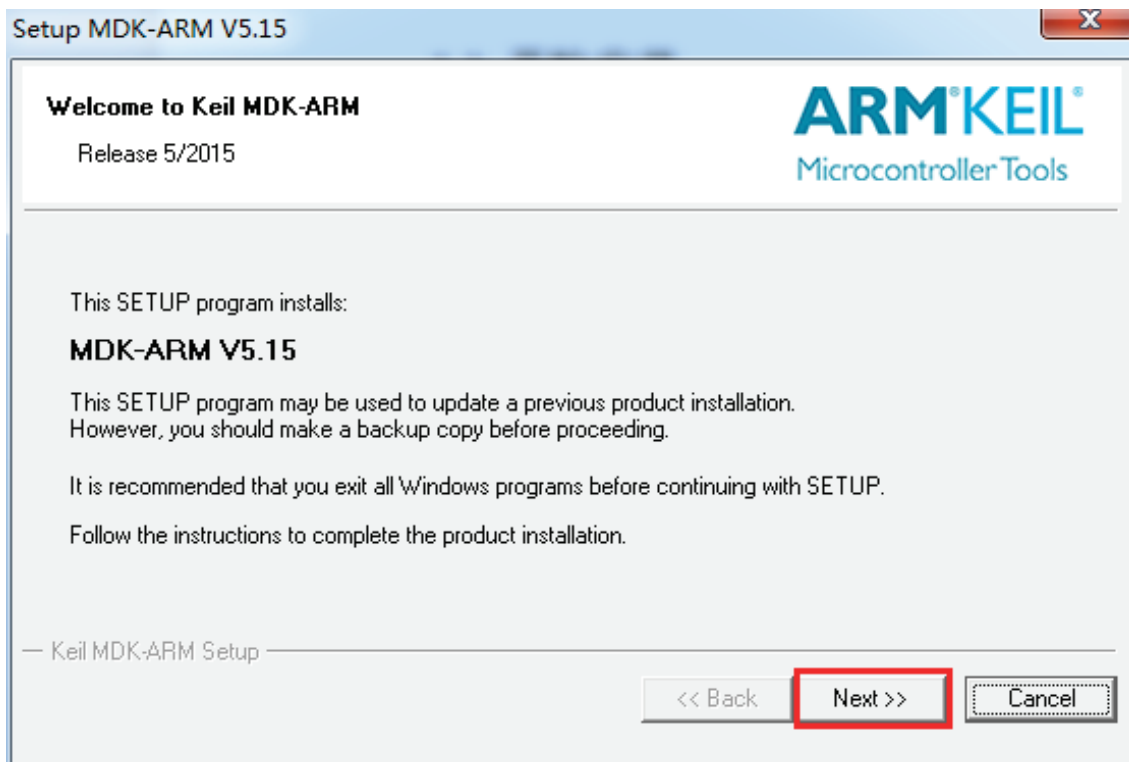 Setup MDK-ARM V5.15
Welcome to Keil MDK-ARM
Release 5/2015
ARM®KEIL®
Microcontroller Tools
This SETUP program installs:
MDK-ARM V5.15
This SETUP program may be used to update a previous product installation.
However, you should make a backup copy before proceeding.
It is recommended that you exit all Windows programs before continuing with SETUP.
Follow the instructions to complete the product installation.
Keil MDK-ARM Setup
<< Back Next >> Cancel